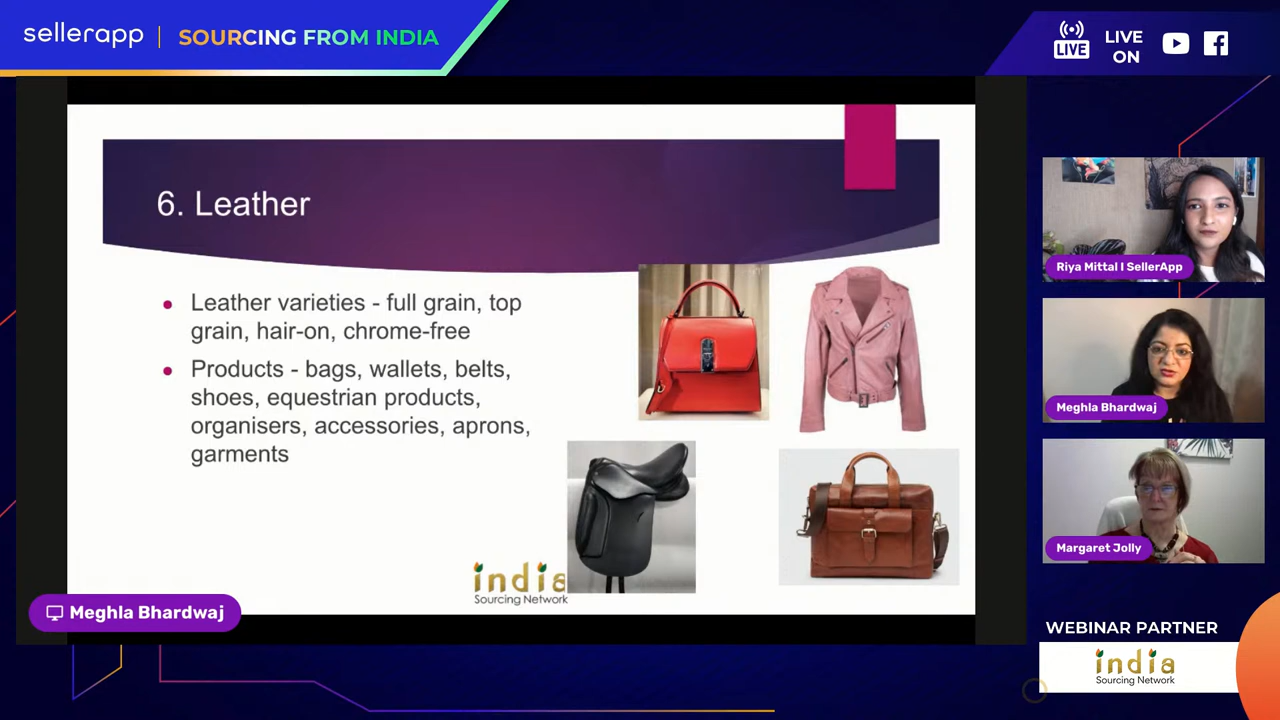 sellerapp
SOURCING FROM INDIA
LIVE
LIVE
ON
6. Leather
• Leather varieties - full grain, top
grain, hair-on, chrome-free
• Products - bags, wallets, belts,
shoes, equestrian products,
organisers, accessories, aprons,
garments
india
Sourcing Network
Meghla Bhardwaj
Riya Mittal I SellerApp
Meghla Bhardwaj
Margaret Jolly
WEBINAR PARTNER
india
Sourcing Network